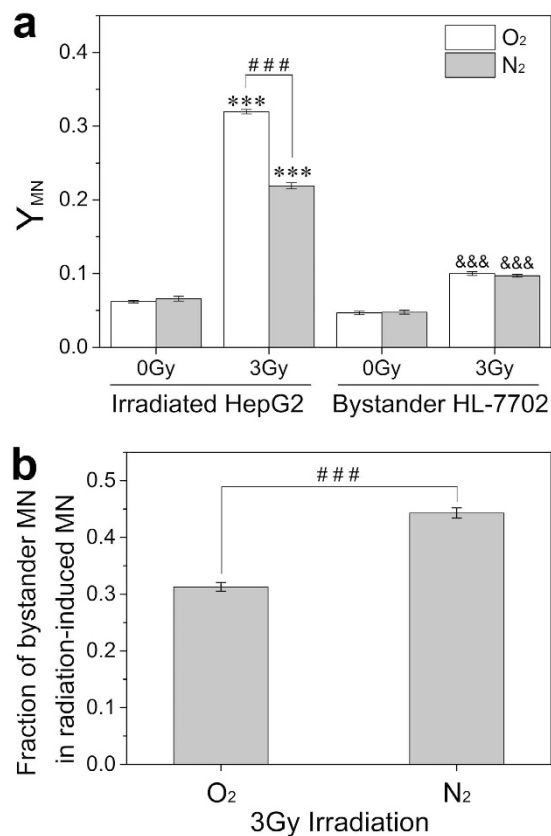 a
0.4
0.3
0.2
0.1
0.0
Y_MN
O₂
N₂
###
***
***
&&& &&&
0Gy 3Gy 0Gy 3Gy
Irradiated HepG2 Bystander HL-7702
b
Fraction of bystander MN
in radiation-induced MN
0.5
0.4
0.3
0.2
0.1
0.0
###
O₂ N₂
3Gy Irradiation